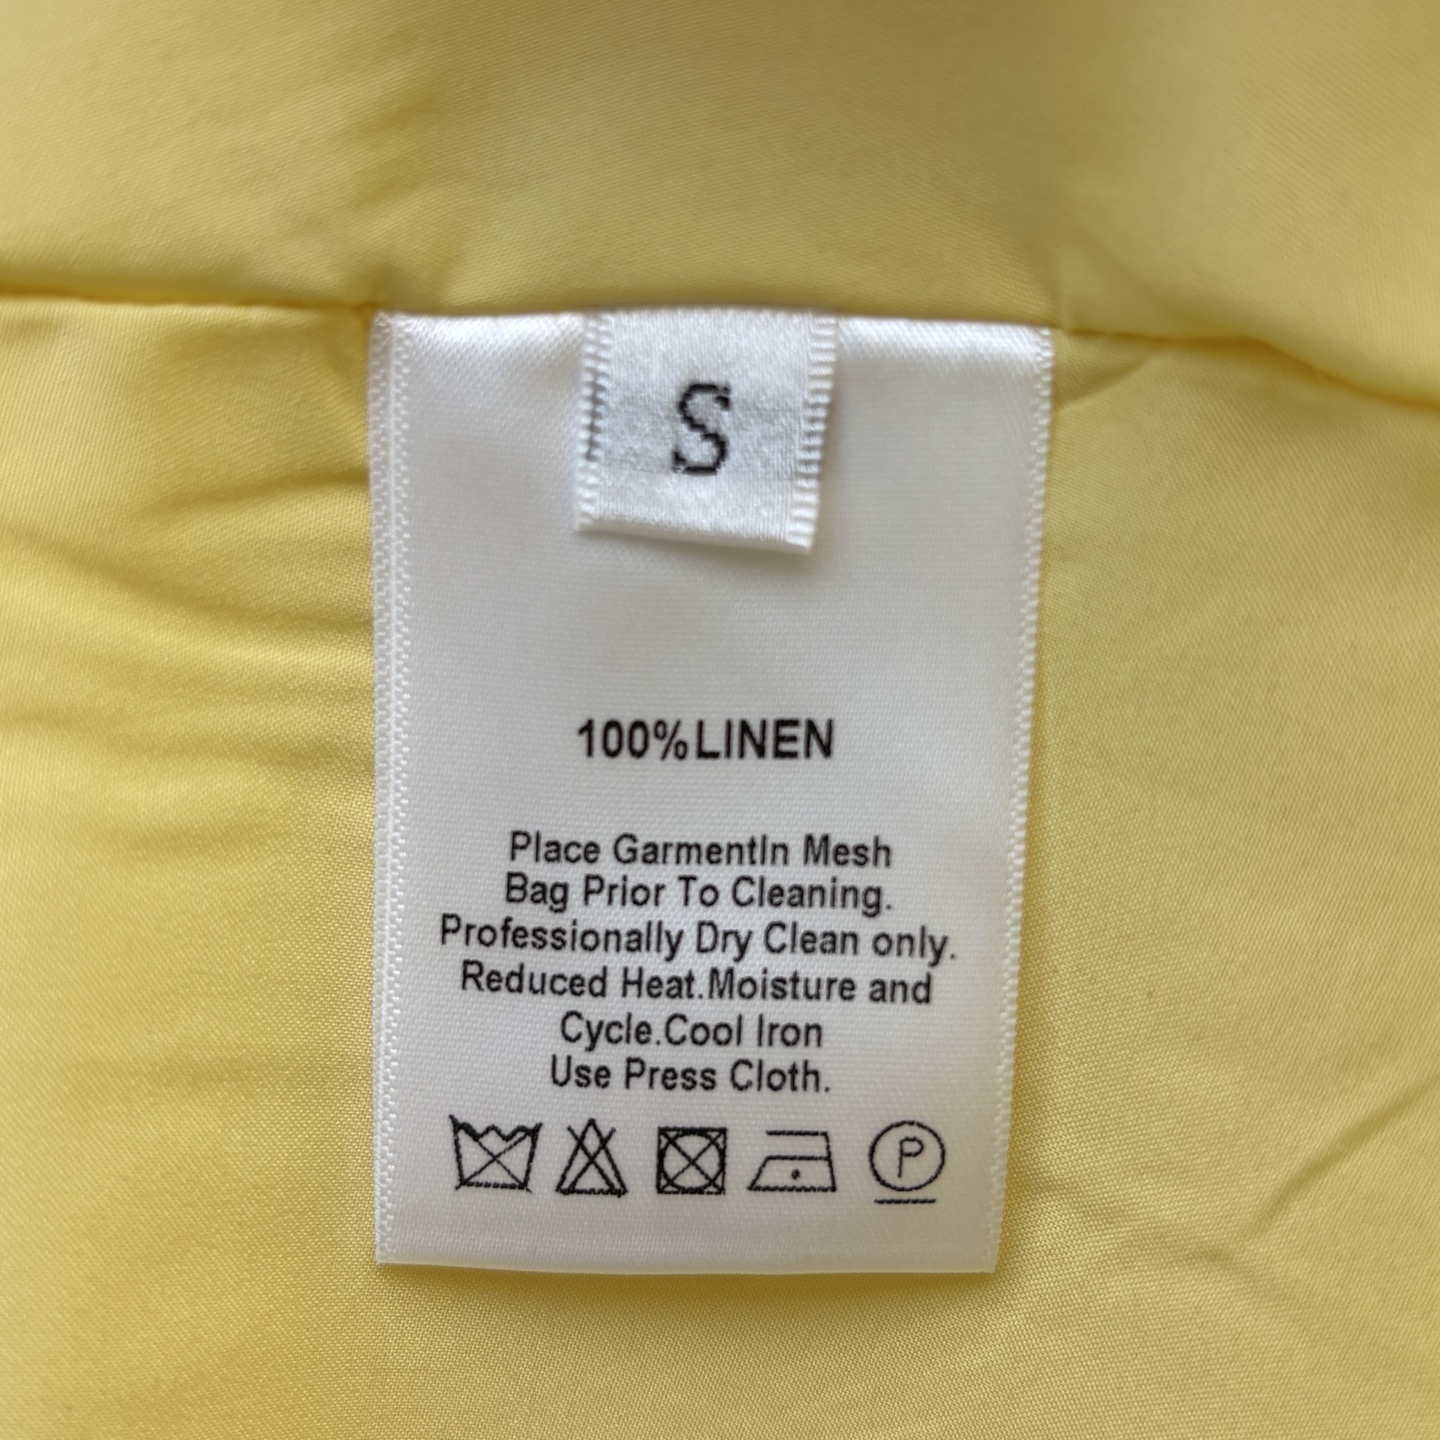 S
100%LINEN
Place GarmentIn Mesh
Bag Prior To Cleaning.
Professionally Dry Clean only.
Reduced Heat.Moisture and
Cycle.Cool Iron
Use Press Cloth.
P